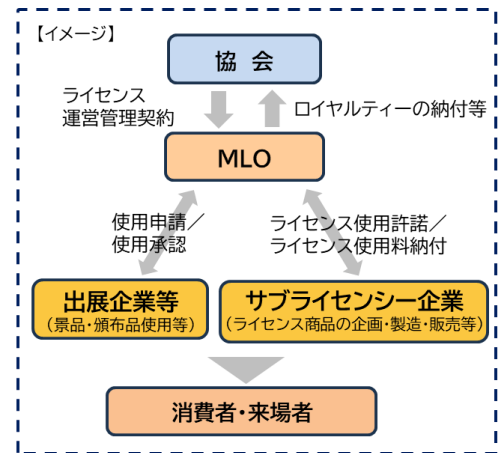 【イメージ】
協 会
ライセンス
運営管理契約
ロイヤルティーの納付等
MLO
使用申請／
使用承認
ライセンス使用許諾／
ライセンス使用料納付
出展企業等
（景品・頒布品使用等）
サブライセンシー企業
（ライセンス商品の企画・製造・販売等）
消費者・来場者